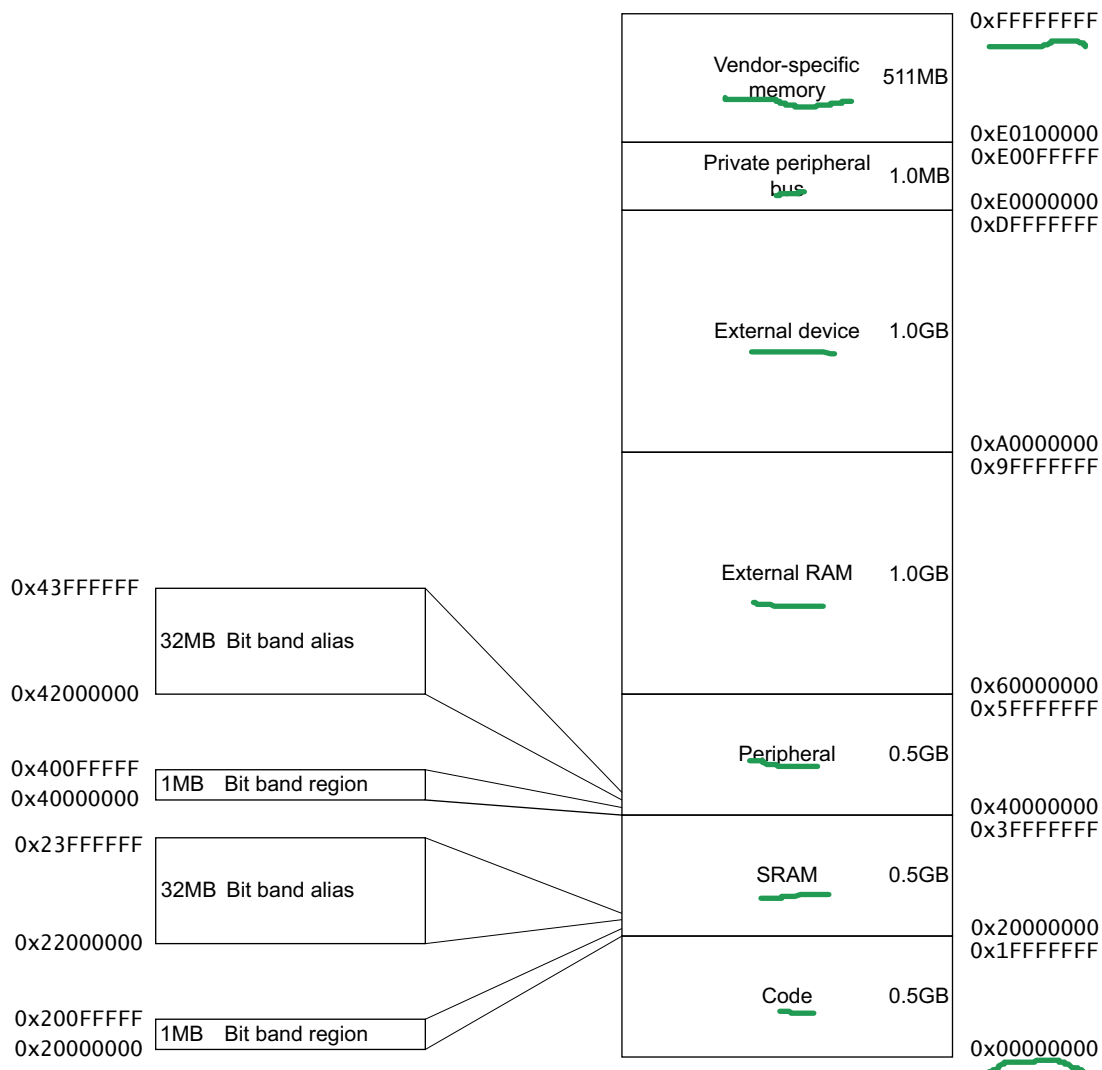 0xFFFFFFFF
Vendor-specific
memory
511MB
0xE0100000
0xE00FFFFF
Private peripheral
bus
1.0MB
0xE0000000
0xDFFFFFFF
External device
1.0GB
0xA0000000
0x9FFFFFFF
External RAM
1.0GB
0x60000000
0x5FFFFFFF
Peripheral
0.5GB
0x40000000
0x3FFFFFFF
SRAM
0.5GB
0x20000000
0x1FFFFFFF
Code
0.5GB
0x00000000
0x43FFFFFF
32MB Bit band alias
0x42000000
0x400FFFFF
1MB Bit band region
0x40000000
0x23FFFFFF
32MB Bit band alias
0x22000000
0x200FFFFF
1MB Bit band region
0x20000000